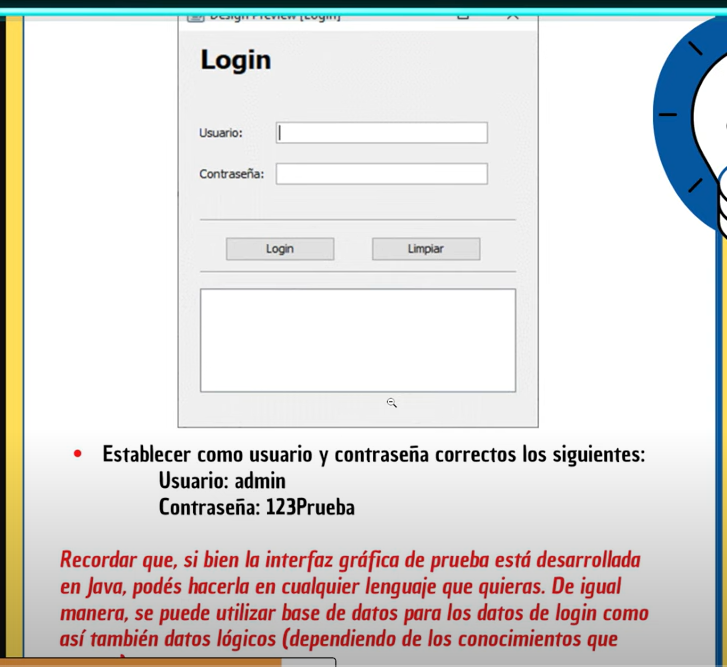 Design Preview [Login]
Login
Usuario:
Contraseña:
Login
Limpiar
• Establecer como usuario y contraseña correctos los siguientes:
Usuario: admin
Contraseña: 123Prueba
Recordar que, si bien la interfaz gráfica de prueba está desarrollada
en Java, podés hacerla en cualquier lenguaje que quieras. De igual
manera, se puede utilizar base de datos para los datos de login como
así también datos lógicos (dependiendo de los conocimientos que